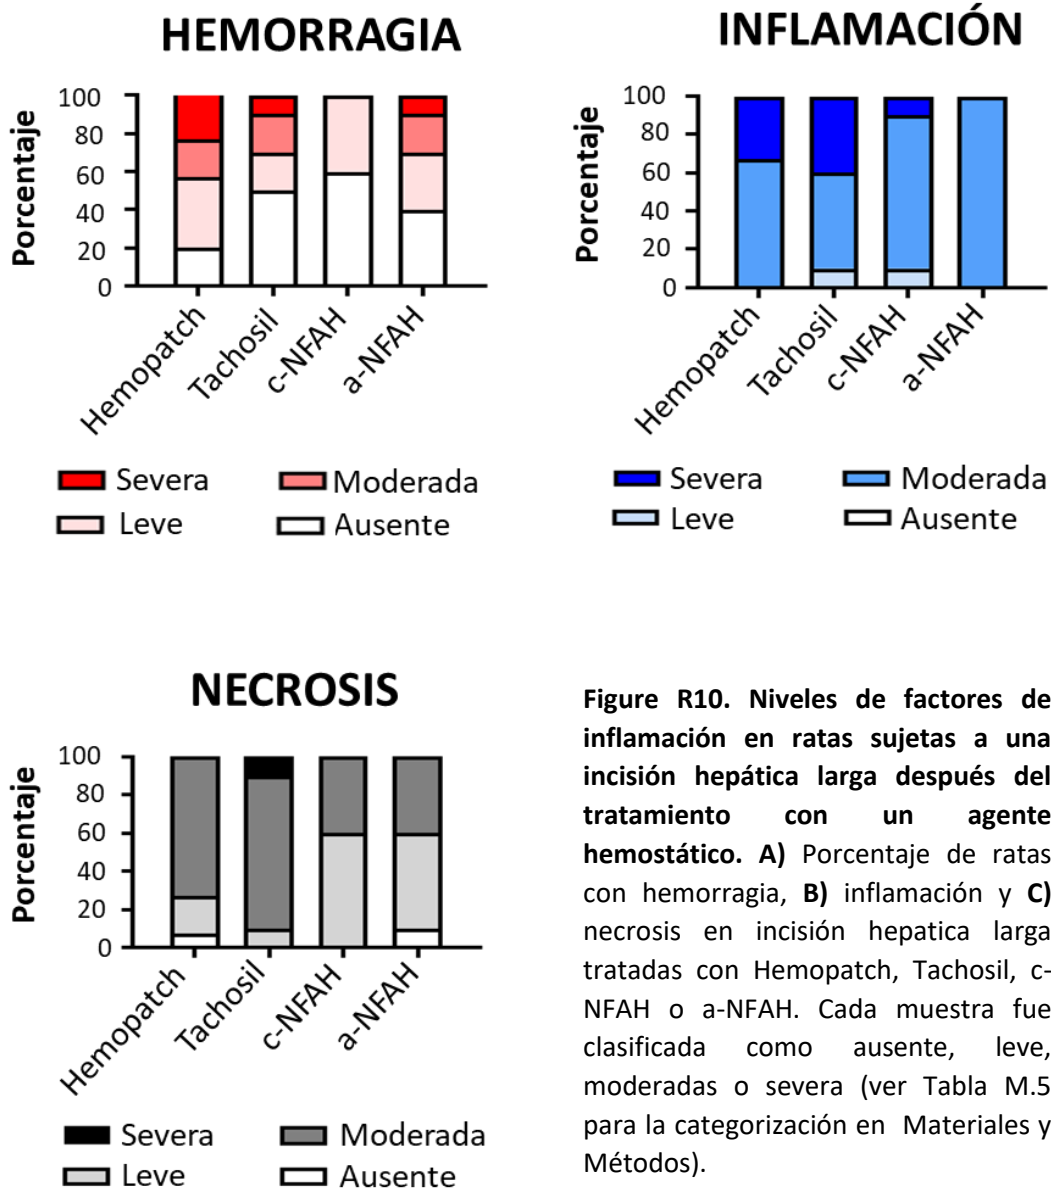 HEMORRAGIA
Porcentaje
100
80
60
40
20
0
Hemopatch
Tachosil
c-NFAH
a-NFAH
Severa
Moderada
Leve
Ausente
INFLAMACIÓN
Porcentaje
100
80
60
40
20
0
Hemopatch
Tachosil
c-NFAH
a-NFAH
Severa
Moderada
Leve
Ausente
NECROSIS
Porcentaje
100
80
60
40
20
0
Hemopatch
Tachosil
c-NFAH
a-NFAH
Severa
Moderada
Leve
Ausente
Figure R10. Niveles de factores de
inflamación en ratas sujetas a una
incisión hepática larga después del
tratamiento con un agente
hemostático. A) Porcentaje de ratas
con hemorragia, B) inflamación y C)
necrosis en incisión hepatica larga
tratadas con Hemopatch, Tachosil, c-
NFAH o a-NFAH. Cada muestra fue
clasificada como ausente, leve,
moderadas o severa (ver Tabla M.5
para la categorización en Materiales y
Métodos).